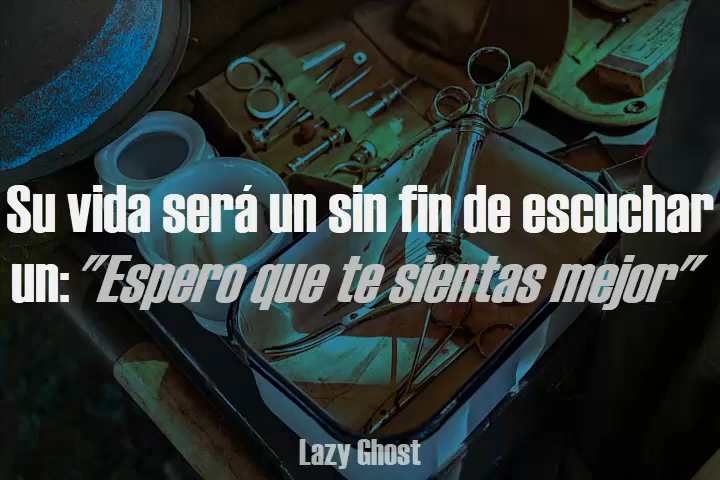 Su vida será un sin fin de escuchar
un: "Espero que te sientas mejor"
Lazy Ghost